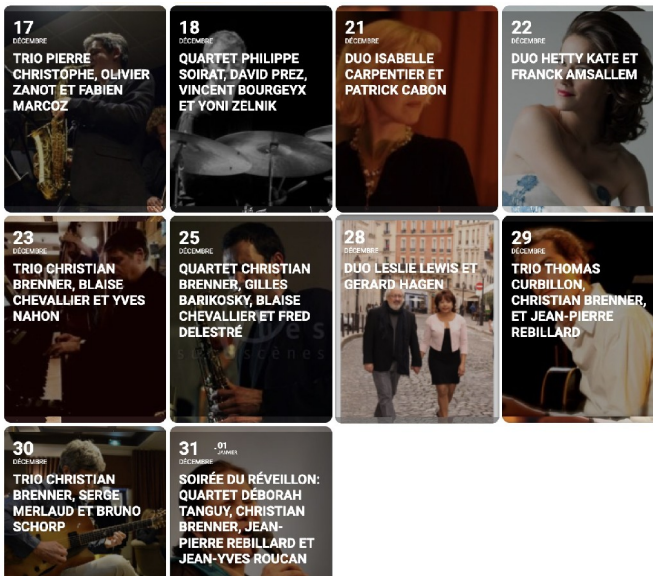 17
DÉCEMBRE
TRIO PIERRE
CHRISTOPHE, OLIVIER
ZANOT ET FABIEN
MARCOZ
18
DÉCEMBRE
QUARTET PHILIPPE
SOIRAT, DAVID PREZ,
VINCENT BOURGEYX
ET YONI ZELNIK
21
DÉCEMBRE
DUO ISABELLE
CARPENTIER ET
PATRICK CABON
22
DÉCEMBRE
DUO HETTY KATE ET
FRANCK AMSALLEM
23
DÉCEMBRE
TRIO CHRISTIAN
BRENNER, BLAISE
CHEVALLIER ET YVES
NAHON
25
DÉCEMBRE
QUARTET CHRISTIAN
BRENNER, GILLES
BARIKOSKY, BLAISE
CHEVALLIER ET FRED
DELESTRÉ
28
DÉCEMBRE
DUO LESLIE LEWIS ET
GERARD HAGEN
29
DÉCEMBRE
TRIO THOMAS
CURBILLON,
CHRISTIAN BRENNER,
ET JEAN-PIERRE
REBILLARD
30
DÉCEMBRE
TRIO CHRISTIAN
BRENNER, SERGE
MERLAUD ET BRUNO
SCHORP
31 - 01
DÉCEMBRE JANVIER
SOIRÉE DU RÉVEILLON:
QUARTET DÉBORAH
TANGUY, CHRISTIAN
BRENNER, JEAN-
PIERRE REBILLARD ET
JEAN-YVES ROUCAN